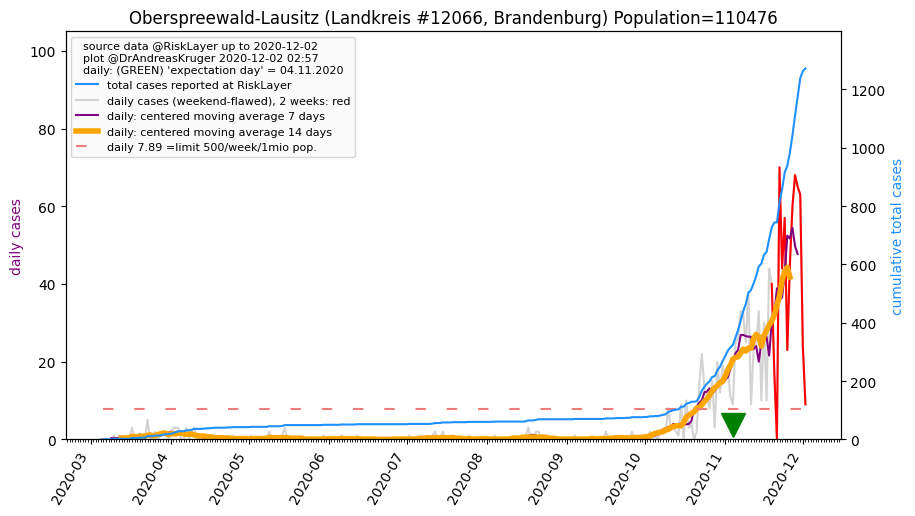 Oberspreewald-Lausitz (Landkreis #12066, Brandenburg) Population=110476
source data @RiskLayer up to 2020-12-02
plot @DrAndreasKruger 2020-12-02 02:57
daily: (GREEN) 'expectation day' = 04.11.2020
total cases reported at RiskLayer
daily cases (weekend-flawed), 2 weeks: red
daily: centered moving average 7 days
daily: centered moving average 14 days
daily 7.89 =limit 500/week/1mio pop.
daily cases
100
80
60
40
20
0
cumulative total cases
1200
1000
800
600
400
200
0
2020-03
2020-04
2020-05
2020-06
2020-07
2020-08
2020-09
2020-10
2020-11
2020-12